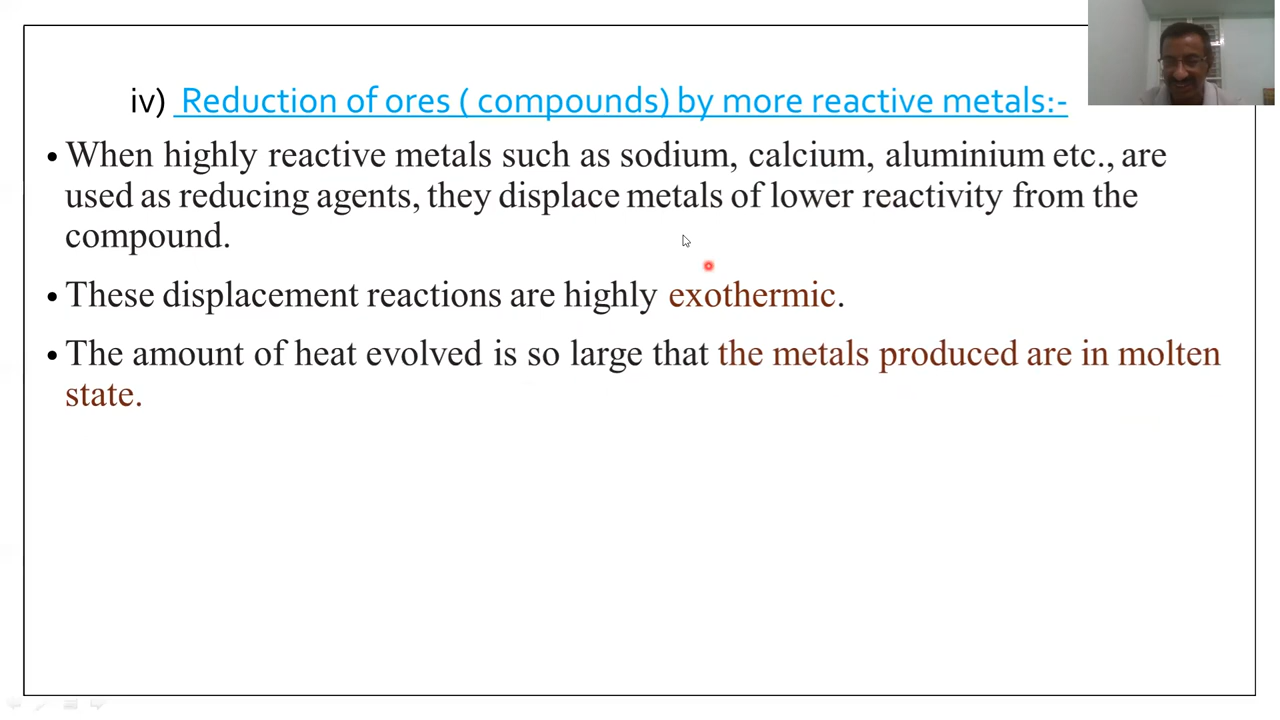 iv) Reduction of ores ( compounds) by more reactive metals:-
• When highly reactive metals such as sodium, calcium, aluminium etc., are
used as reducing agents, they displace metals of lower reactivity from the
compound.
• These displacement reactions are highly exothermic.
• The amount of heat evolved is so large that the metals produced are in molten
state.